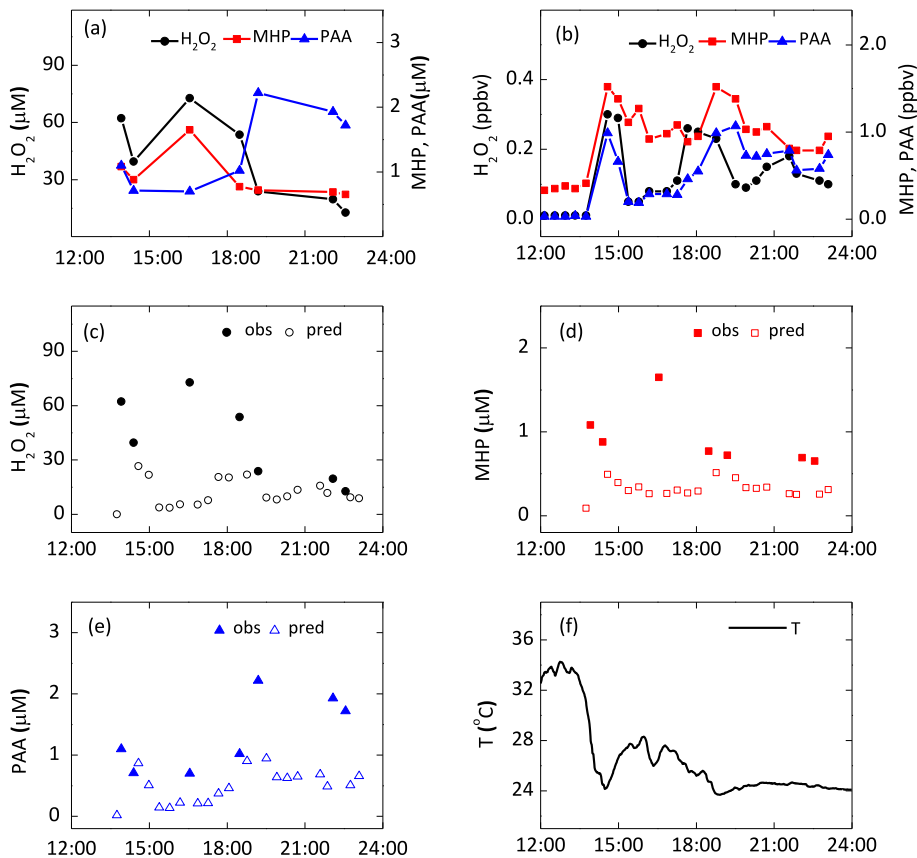 (a)
H₂O₂ MHP PAA
90
60
30
H₂O₂ (μM)
3
2
1
0
MHP, PAA(μM)
12:00 15:00 18:00 21:00 24:00
(b)
H₂O₂ MHP PAA
0.4
0.2
0.0
H₂O₂ (ppbv)
2.0
1.0
0.0
MHP, PAA (ppbv)
12:00 15:00 18:00 21:00 24:00
(c)
obs pred
90
60
30
0
H₂O₂ (μM)
12:00 15:00 18:00 21:00 24:00
(d)
obs pred
2
1
0
MHP (μM)
12:00 15:00 18:00 21:00 24:00
(e)
obs pred
3
2
1
0
PAA (μM)
12:00 15:00 18:00 21:00 24:00
(f)
T
36
32
28
24
T (°C)
12:00 15:00 18:00 21:00 24:00